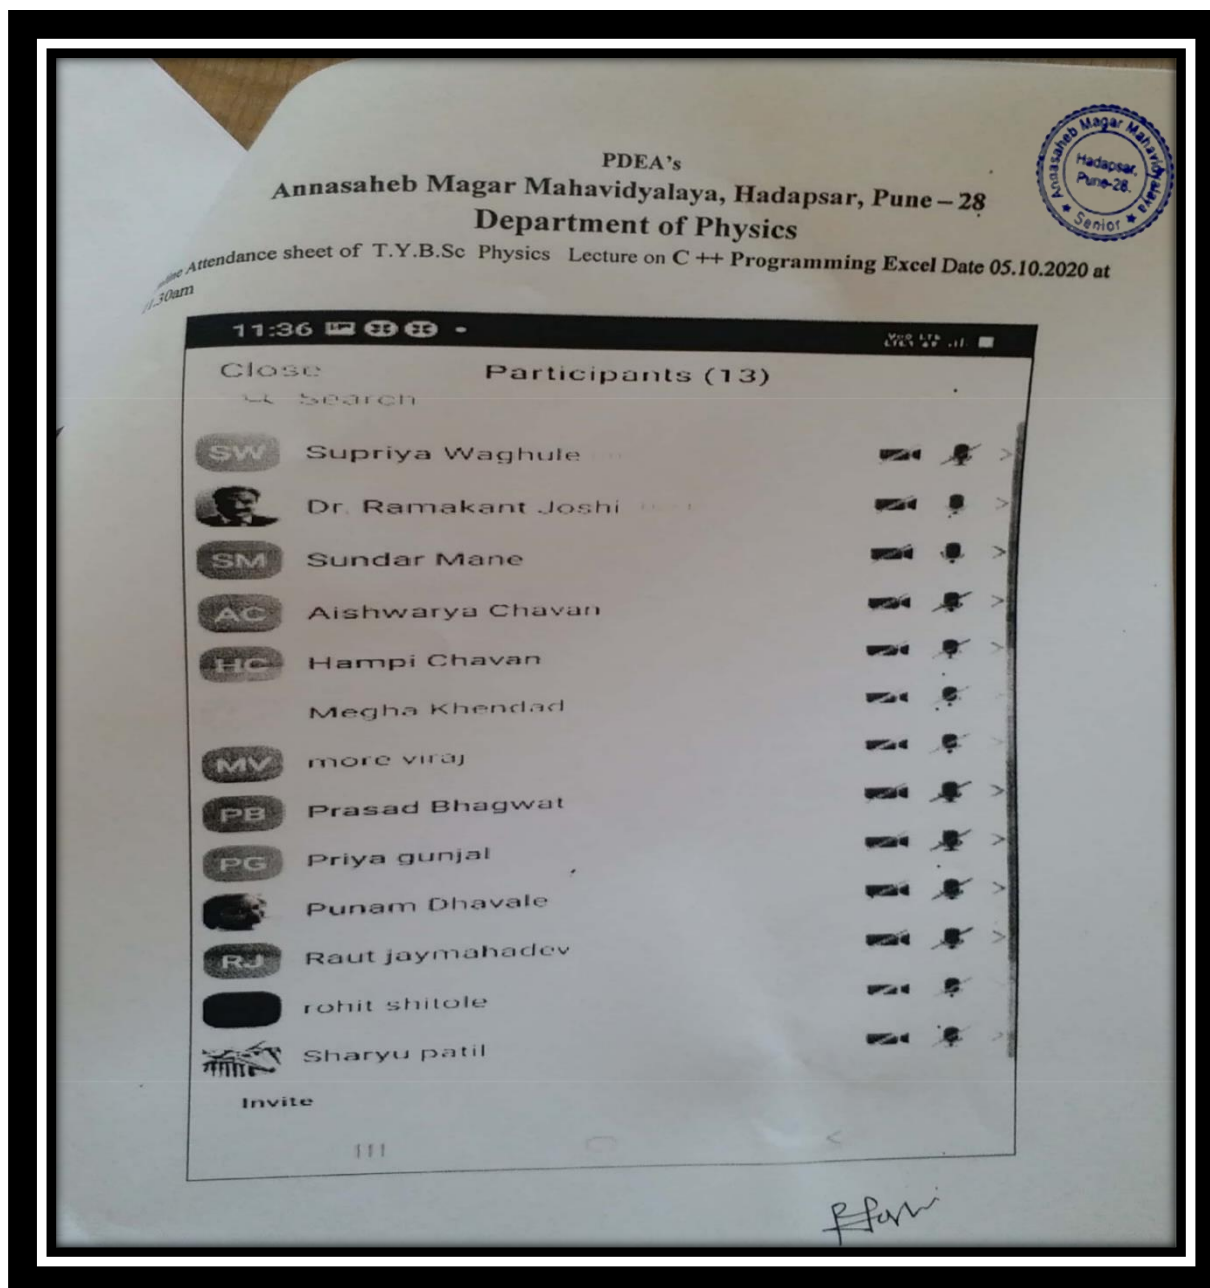 PDEA's
Annasaheb Magar Mahavidyalaya, Hadapsar, Pune – 28
Department of Physics
Attendance sheet of T.Y.B.Sc Physics Lecture on C ++ Programming Excel Date 05.10.2020 at
.30am
Annasaheb Magar Mahavidyalaya
Hadapsar,
Pune-28.
★ Senior ★
11:36
Close Participants (13)
Search
SW Supriya Waghule
Dr. Ramakant Joshi
SM Sundar Mane
AC Aishwarya Chavan
HC Hampi Chavan
Megha Khendad
MV more viraj
PB Prasad Bhagwat
PG Priya gunjal
Punam Dhavale
RJ Raut jaymahadev
rohit shitole
Sharyu patil
Invite